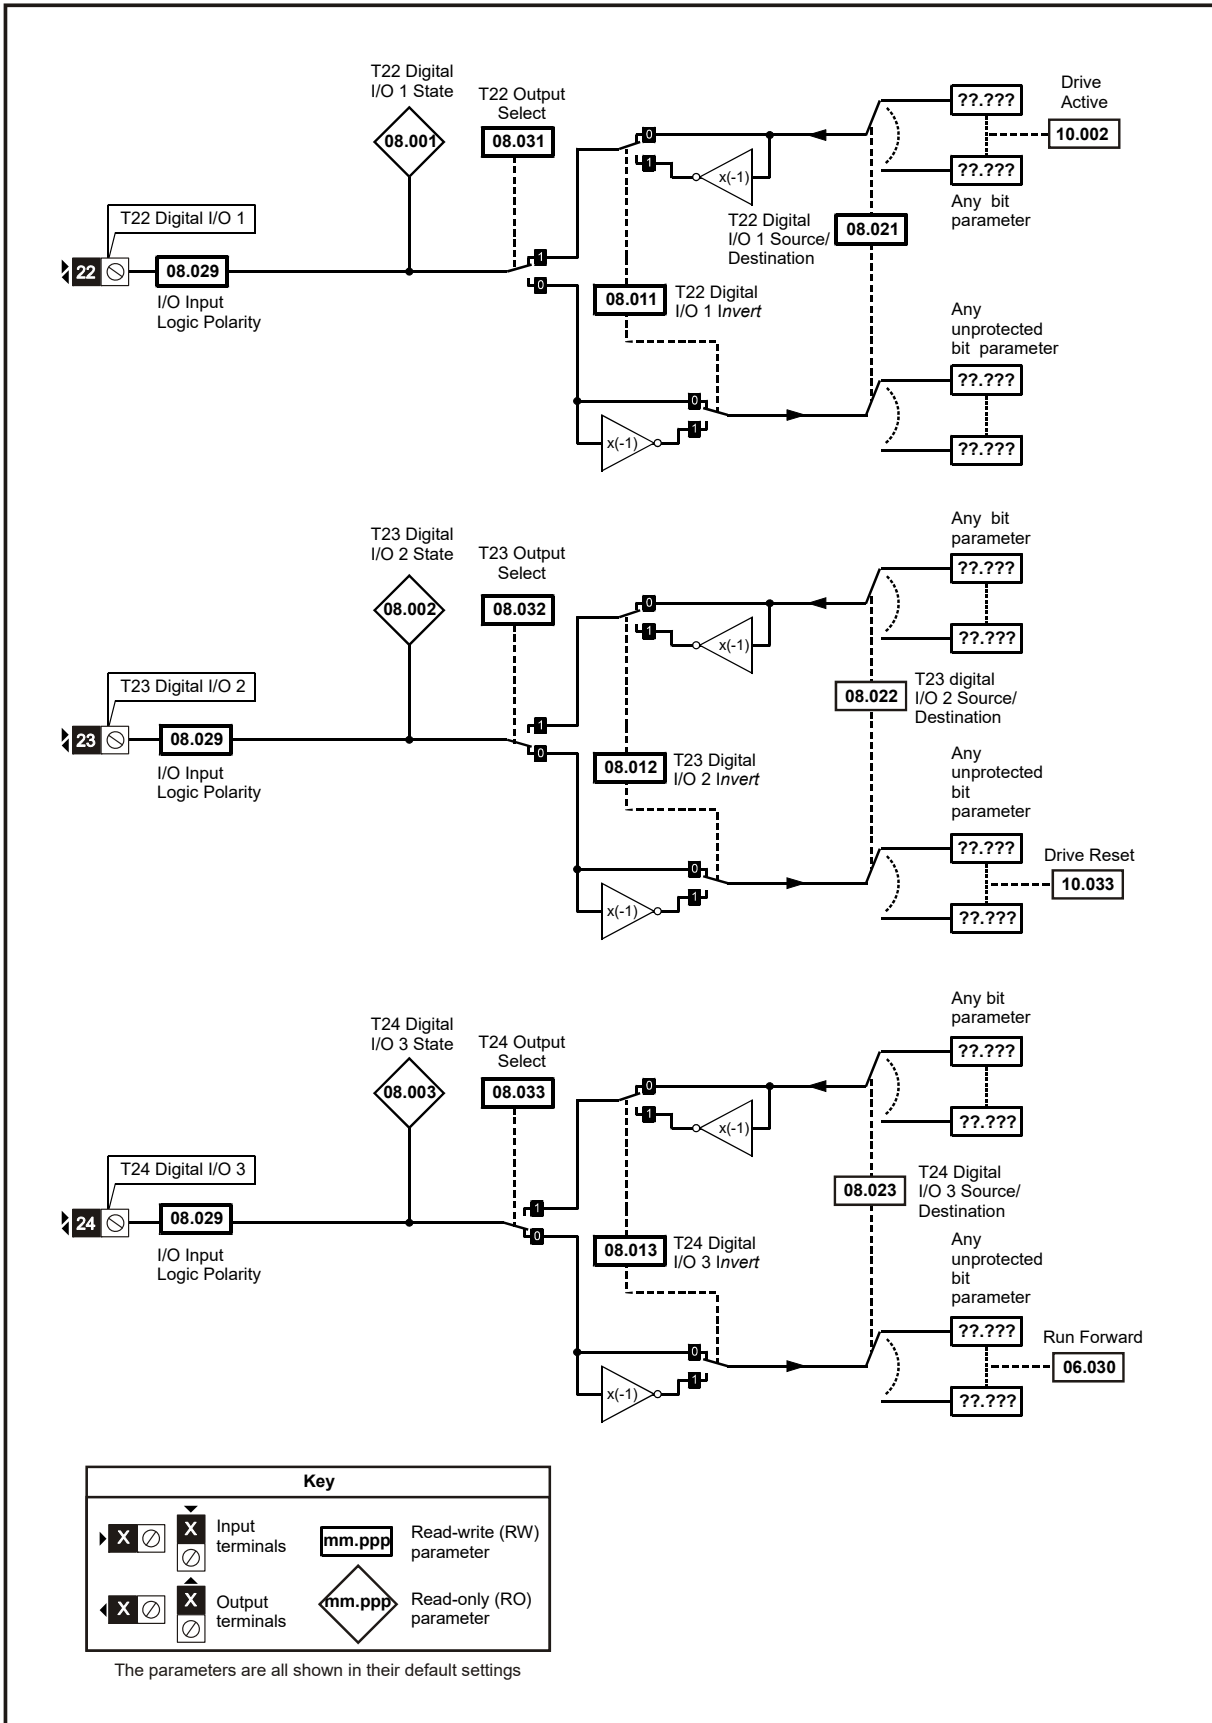 T22 Digital
I/O 1 State
08.001
T22 Output
Select
08.031
0
1
x(-1)
??.???
??.???
Any bit
parameter
Drive
Active
10.002
T22 Digital I/O 1
22
08.029
I/O Input
Logic Polarity
1
0
T22 Digital
I/O 1 Source/
Destination
08.021
08.011
T22 Digital
I/O 1 Invert
Any
unprotected
bit parameter
??.???
??.???
0
1
x(-1)
T23 Digital
I/O 2 State
08.002
T23 Output
Select
08.032
0
1
x(-1)
Any bit
parameter
??.???
??.???
T23 Digital I/O 2
23
08.029
I/O Input
Logic Polarity
1
0
08.022
T23 digital
I/O 2 Source/
Destination
08.012
T23 Digital
I/O 2 Invert
Any
unprotected
bit
parameter
??.???
??.???
Drive Reset
10.033
0
1
x(-1)
T24 Digital
I/O 3 State
08.003
T24 Output
Select
08.033
0
1
x(-1)
Any bit
parameter
??.???
??.???
T24 Digital I/O 3
24
08.029
I/O Input
Logic Polarity
1
0
08.023
T24 Digital
I/O 3 Source/
Destination
08.013
T24 Digital
I/O 3 Invert
Any
unprotected
bit
parameter
??.???
??.???
Run Forward
06.030
0
1
x(-1)
Key
X
X
Input
terminals
mm.ppp
Read-write (RW)
parameter
X
X
Output
terminals
mm.ppp
Read-only (RO)
parameter
The parameters are all shown in their default settings